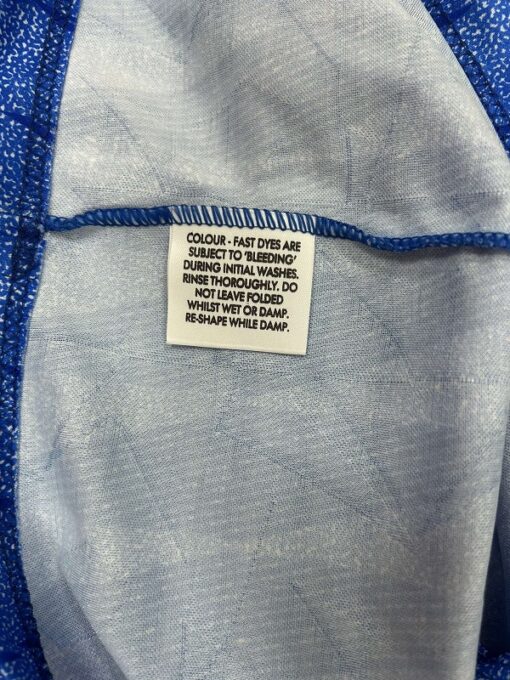 COLOUR - FAST DYES ARE
SUBJECT TO 'BLEEDING'
DURING INITIAL WASHES.
RINSE THOROUGHLY. DO
NOT LEAVE FOLDED
WHILST WET OR DAMP.
RE-SHAPE WHILE DAMP.